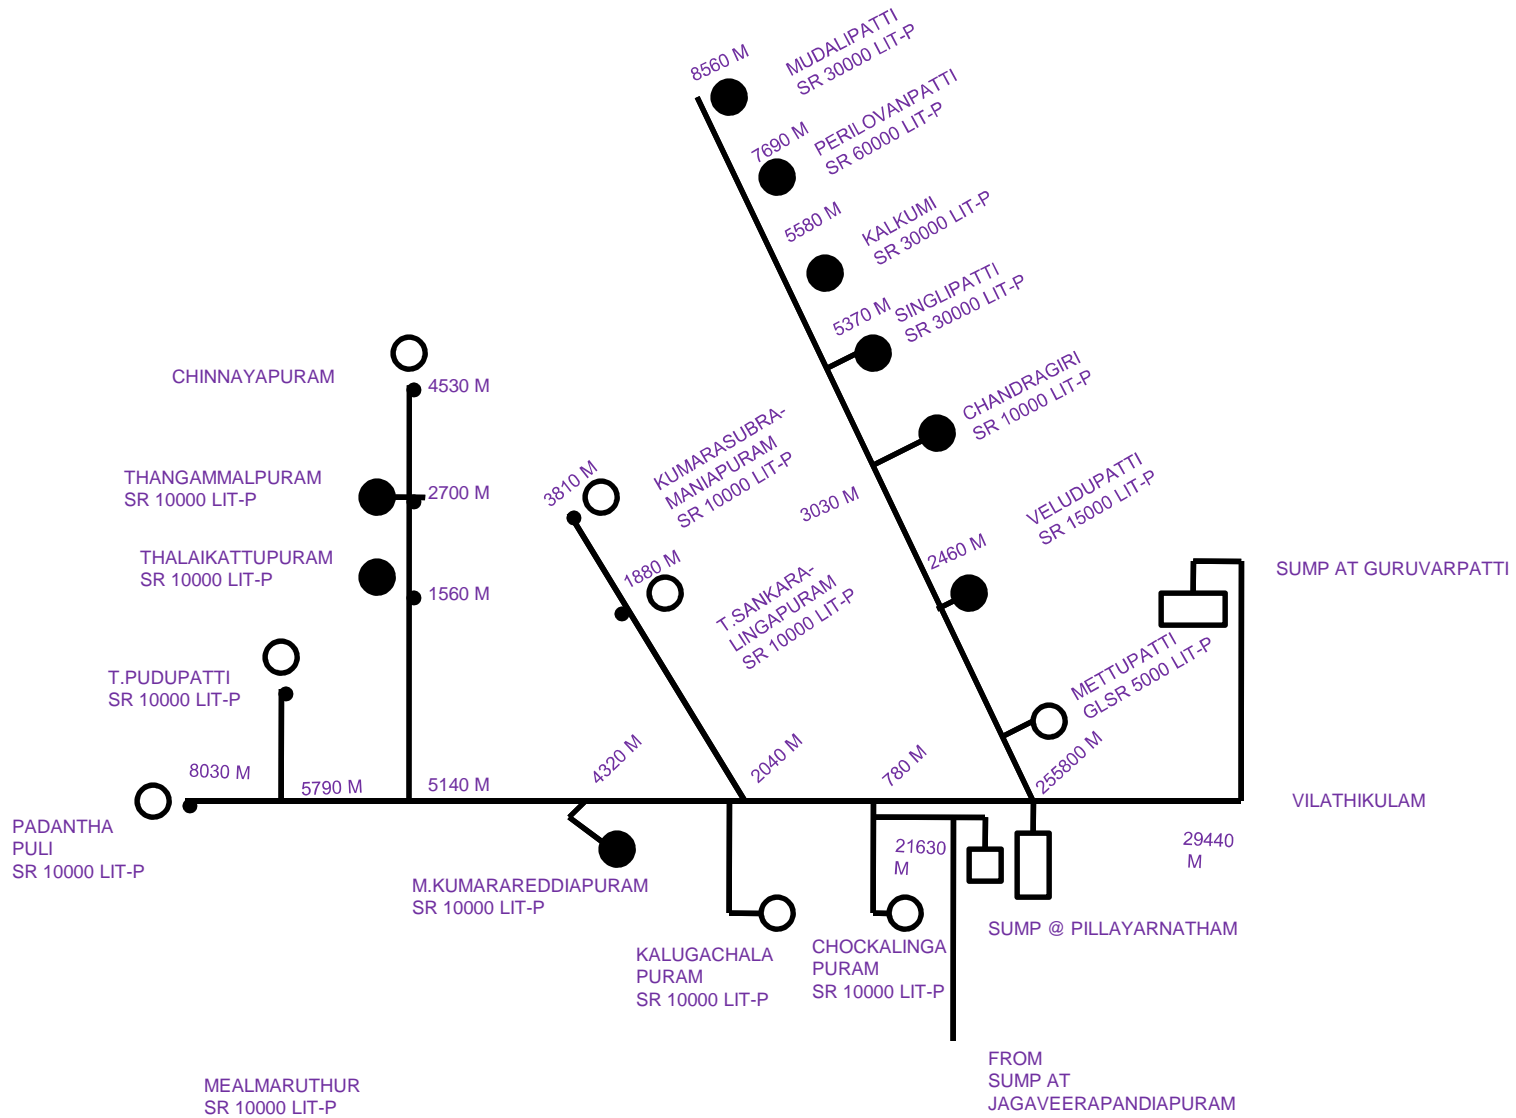 8560 M
MUDALIPATTI
SR 30000 LIT-P
7690 M
PERILOVANPATTI
SR 60000 LIT-P
5580 M
KALKUMI
SR 30000 LIT-P
5370 M
SINGLIPATTI
SR 30000 LIT-P
CHINNAYAPURAM
4530 M
CHANDRAGIRI
SR 10000 LIT-P
THANGAMMALPURAM
SR 10000 LIT-P
2700 M
3810 M
KUMARASUBRA-
MANIAPURAM
SR 10000 LIT-P
3030 M
VELUDUPATTI
SR 15000 LIT-P
THALAIKATTUPURAM
SR 10000 LIT-P
1560 M
1880 M
T.SANKARA-
LINGAPURAM
SR 10000 LIT-P
2460 M
SUMP AT GURUVARPATTI
T.PUDUPATTI
SR 10000 LIT-P
METTUPATTI
GLSR 5000 LIT-P
8030 M
5790 M
5140 M
4320 M
2040 M
780 M
255800 M
VILATHIKULAM
PADANTHA
PULI
SR 10000 LIT-P
21630
M
29440
M
M.KUMARAREDDIAPURAM
SR 10000 LIT-P
KALUGACHALA
PURAM
SR 10000 LIT-P
CHOCKALINGA
PURAM
SR 10000 LIT-P
SUMP @ PILLAYARNATHAM
FROM
SUMP AT
JAGAVEERAPANDIAPURAM
MEALMARUTHUR
SR 10000 LIT-P